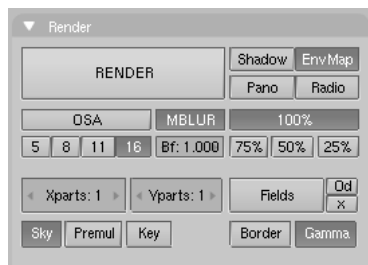 Render
RENDER Shadow EnvMap
Pano Radio
OSA MBLUR 100%
5 8 11 16 Bf: 1.000 75% 50% 25%
Xparts: 1 Yparts: 1 Fields Od
x
Sky Premul Key Border Gamma